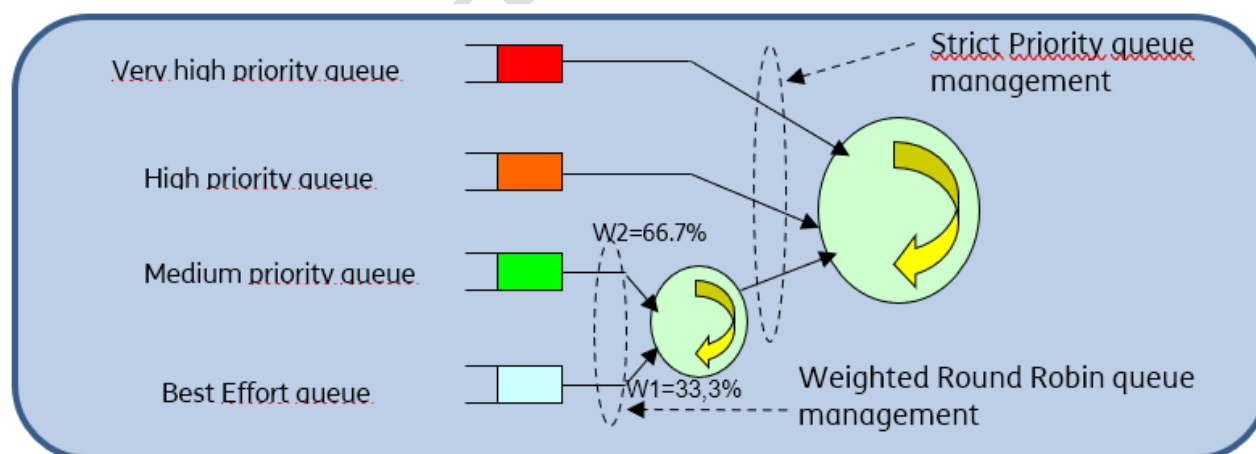 Very high priority queue
Strict Priority queue
management
High priority queue
W2=66.7%
Medium priority queue
Best Effort queue
W1=33,3%
Weighted Round Robin queue
management